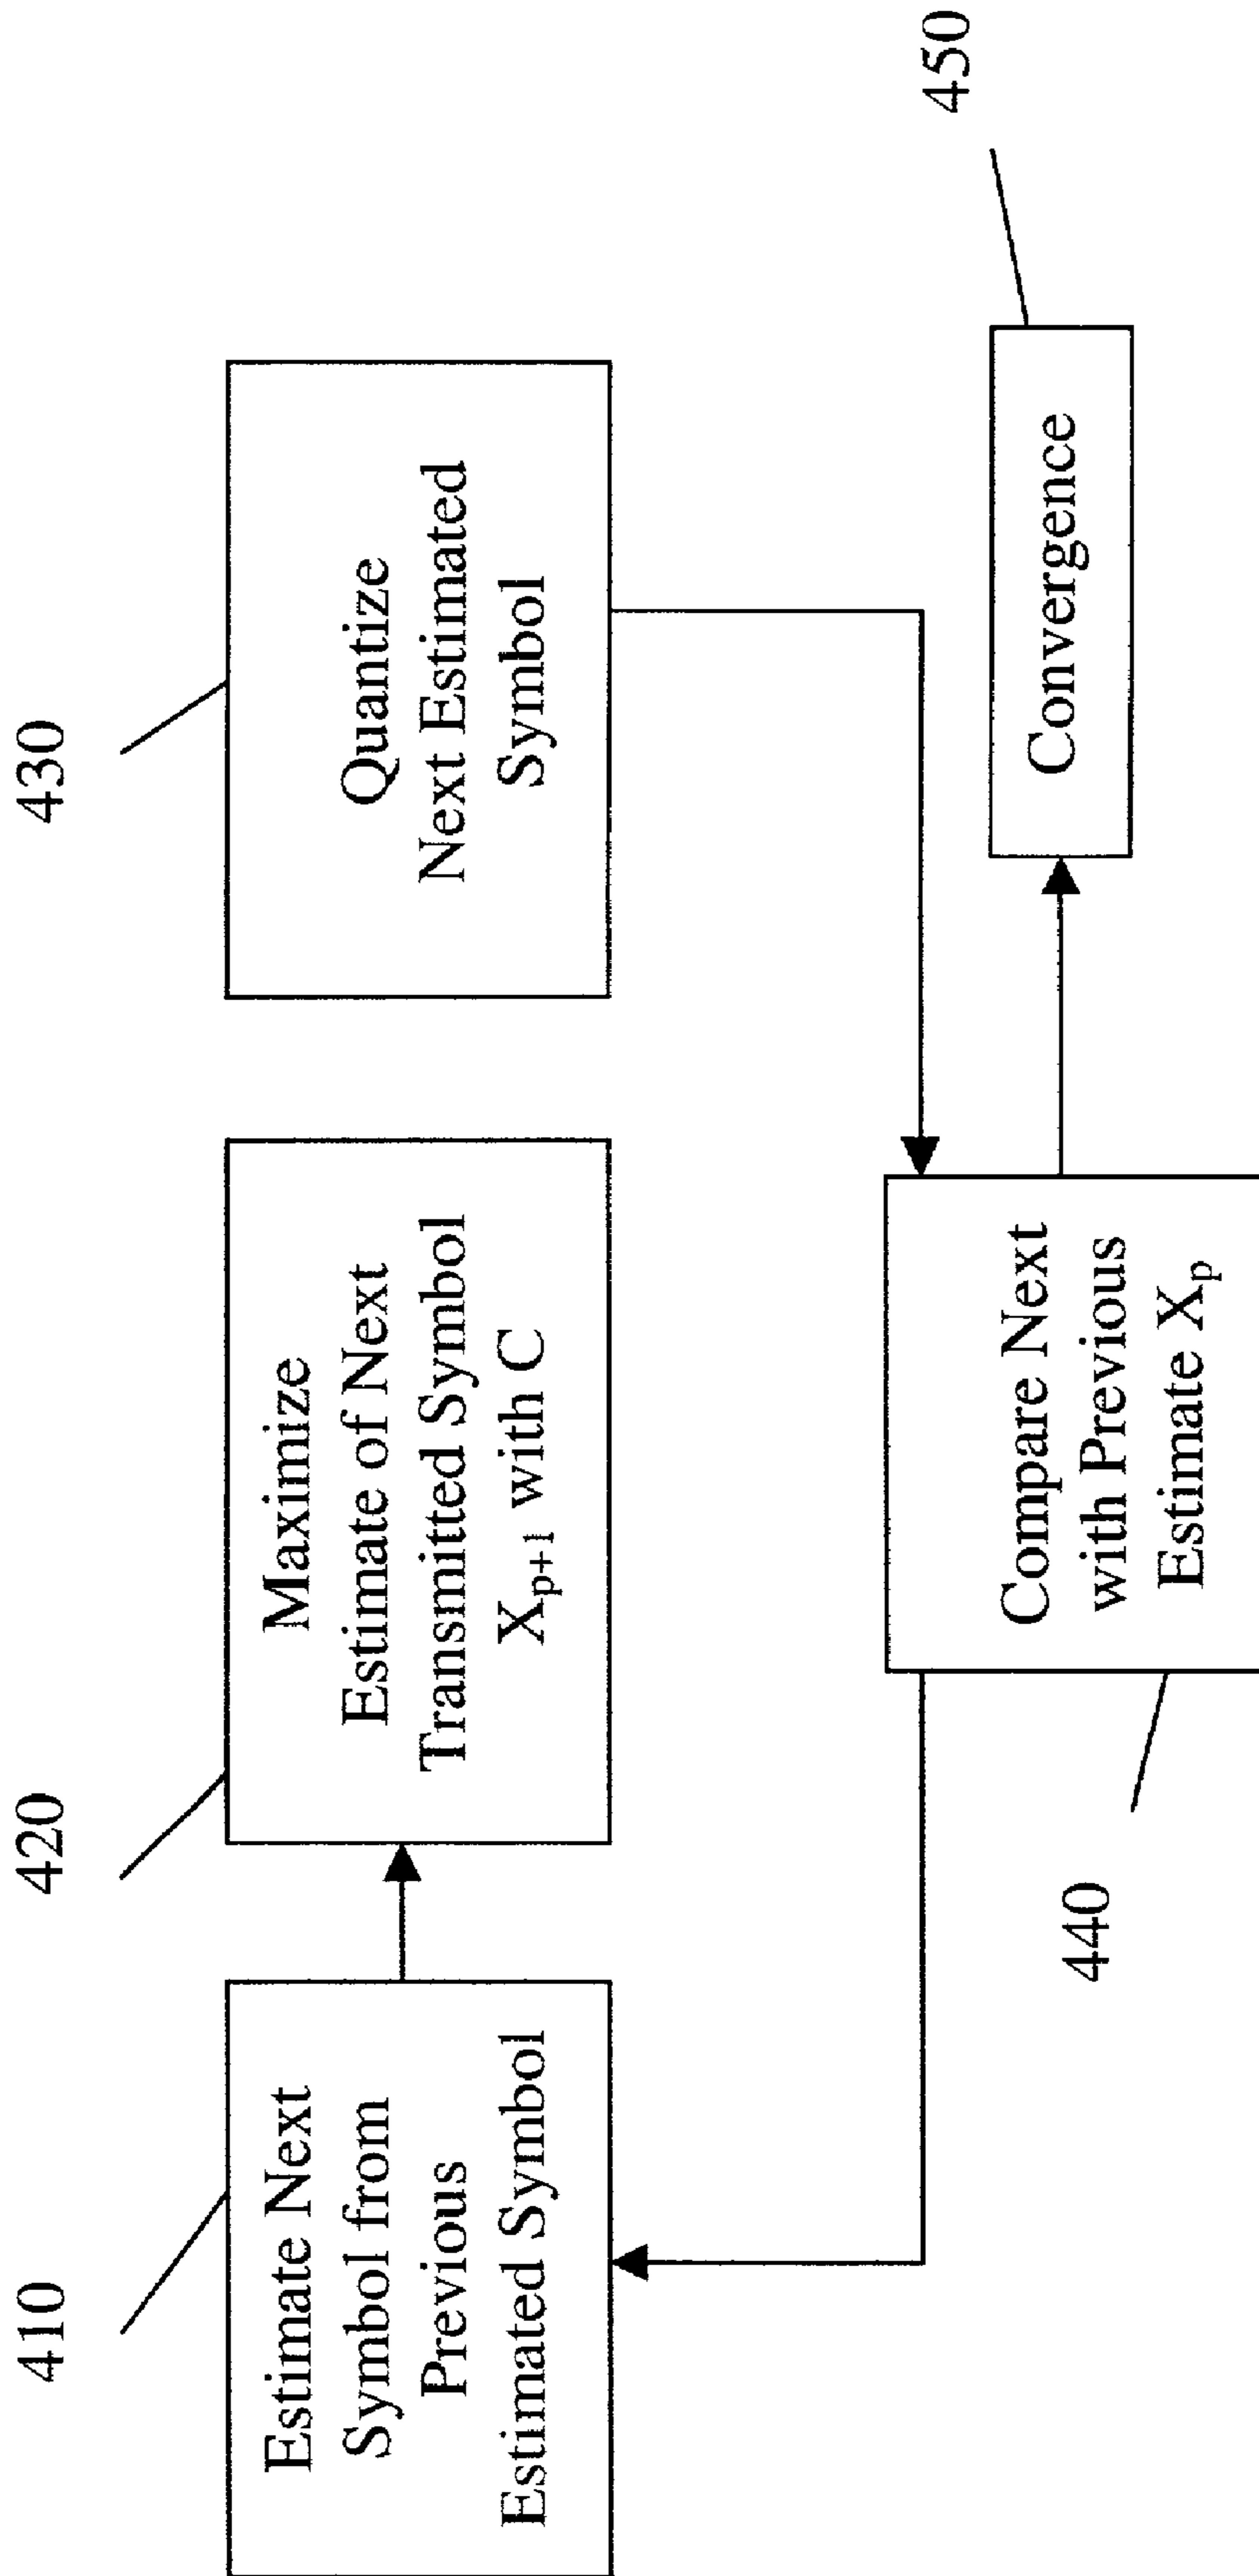 410
Estimate Next
Symbol from
Previous
Estimated Symbol
420
Maximize
Estimate of Next
Transmitted Symbol
Xp+1 with C
430
Quantize
Next Estimated
Symbol
440
Compare Next
with Previous
Estimate Xp
450
Convergence